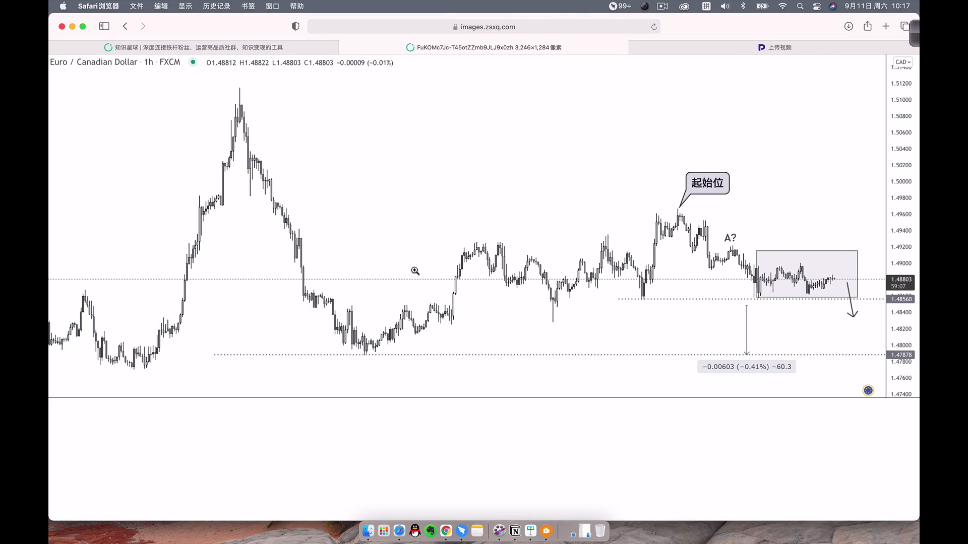 Safari浏览器 文件 编辑 显示 历史记录 书签 窗口 帮助
99+ 拼 9月11日 周六 10:17
images.zsxq.com
知识星球 | 深度连接铁杆粉丝，运营高品质社群，知识变现的工具
FuKOMc7Jc-T45otZZmb9JLJ9x0zh 3,246×1,284 像素
上传视频
Euro / Canadian Dollar · 1h · FXCM
O1.48812 H1.48822 L1.48803 C1.48803 −0.00009 (−0.01%)
CAD
1.51200
1.51000
1.50800
1.50600
1.50400
1.50200
1.50000
1.49800
1.49600
1.49400
1.49200
1.49000
1.48803
59:07
1.48560
1.48400
1.48200
1.48000
1.47878
1.47800
1.47600
1.47400
起始位
A?
−0.00603 (−0.41%) −60.3